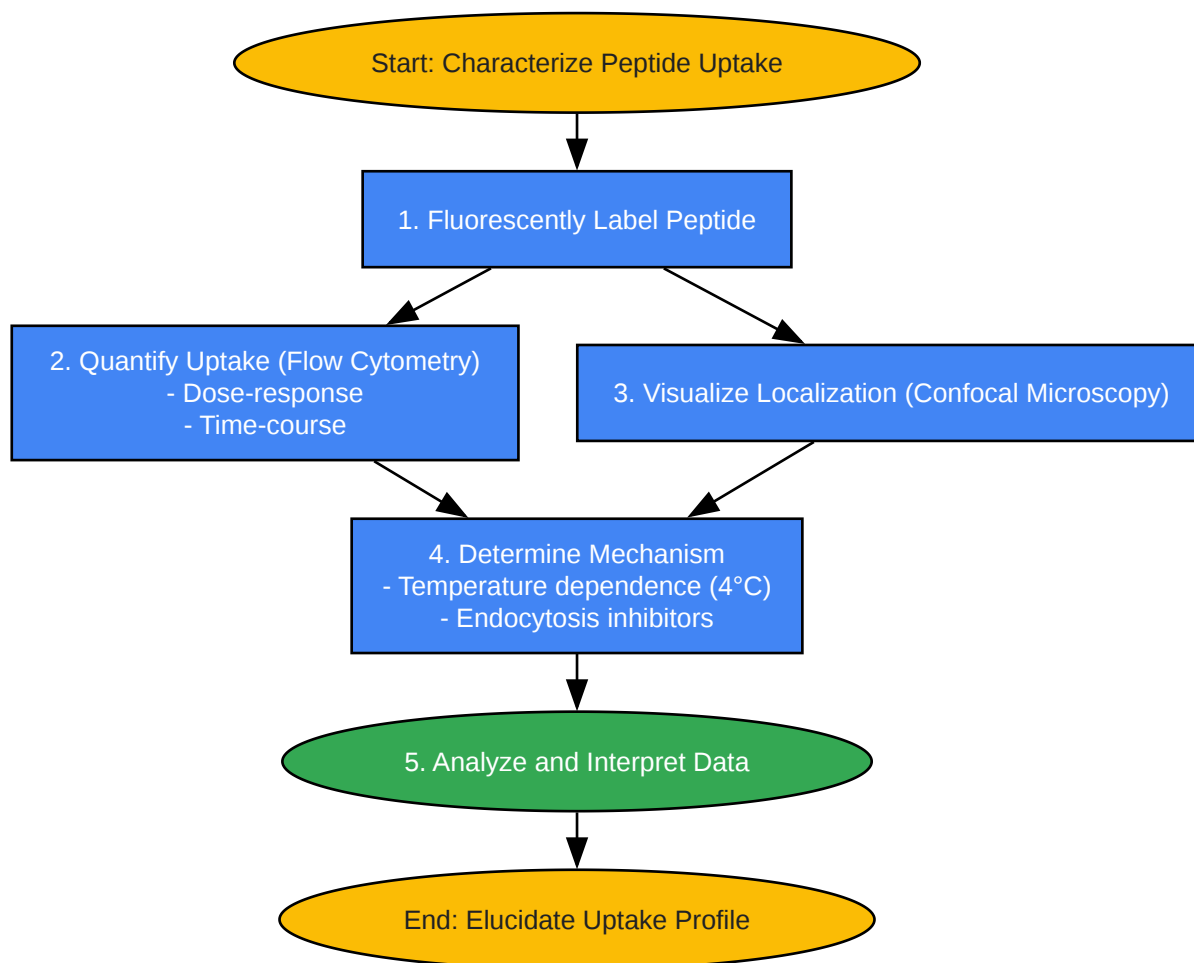 Start: Characterize Peptide Uptake
1. Fluorescently Label Peptide
2. Quantify Uptake (Flow Cytometry)
- Dose-response
- Time-course
3. Visualize Localization (Confocal Microscopy)
4. Determine Mechanism
- Temperature dependence (4°C)
- Endocytosis inhibitors
5. Analyze and Interpret Data
End: Elucidate Uptake Profile